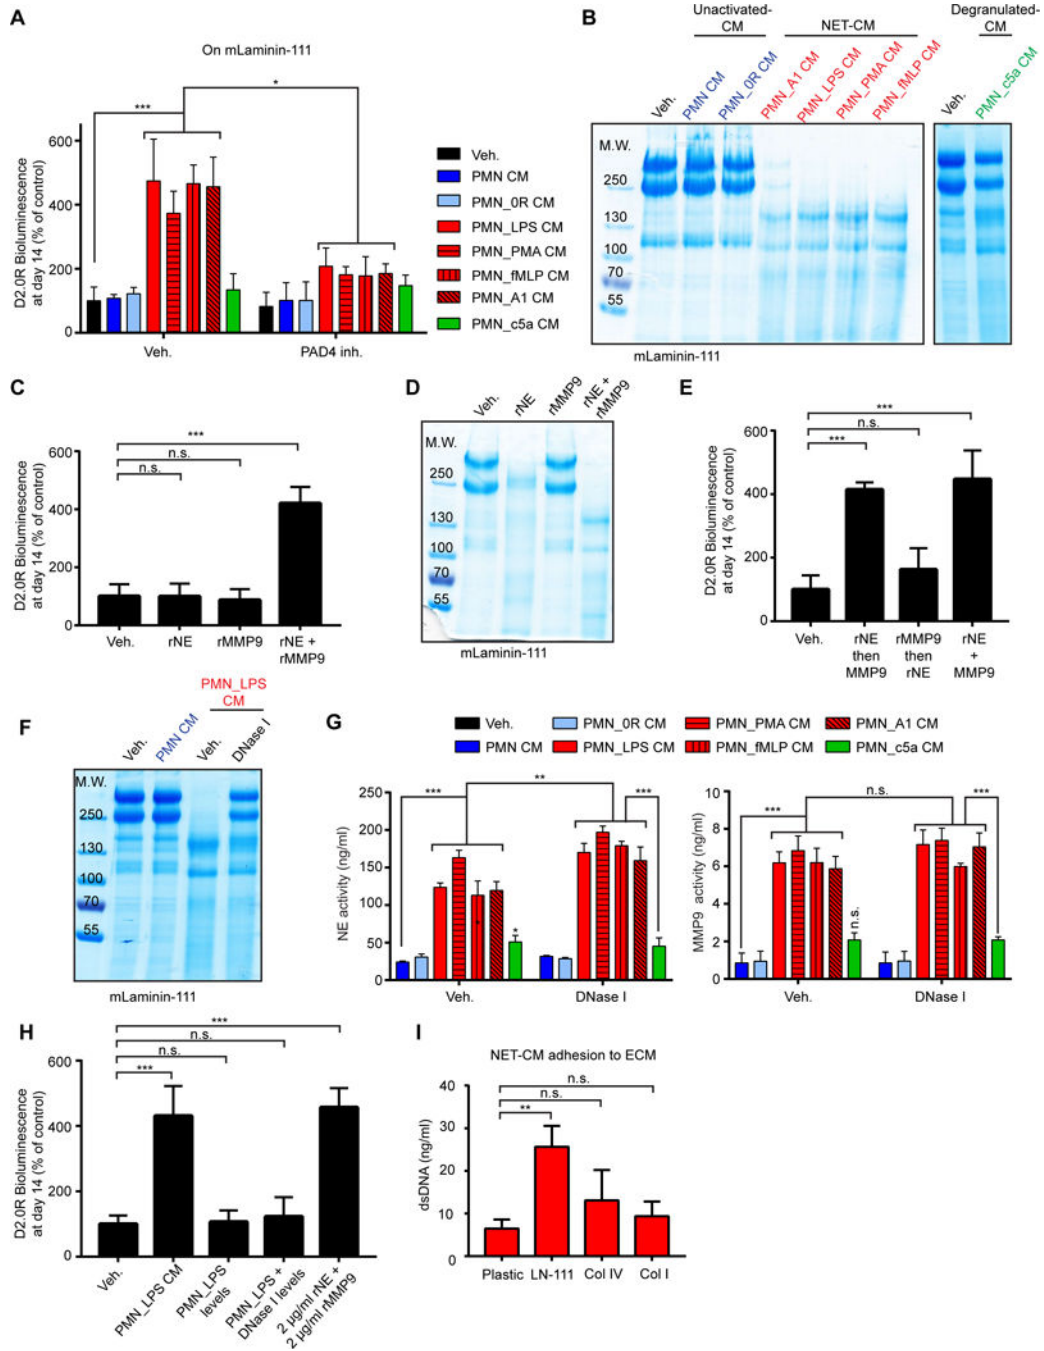 A
On mLaminin-111
***
*
D2.0R Bioluminescence
at day 14 (% of control)
600
400
200
0
Veh.
PAD4 inh.
Veh.
PMN CM
PMN_0R CM
PMN_LPS CM
PMN_PMA CM
PMN_fMLP CM
PMN_A1 CM
PMN_c5a CM
B
Unactivated-
CM
NET-CM
Degranulated-
CM
Veh.
PMN CM
PMN_0R CM
PMN_A1 CM
PMN_LPS CM
PMN_PMA CM
PMN_fMLP CM
Veh.
PMN_c5a CM
M.W.
250
130
100
70
55
mLaminin-111
C
***
n.s.
n.s.
D2.0R Bioluminescence
at day 14 (% of control)
600
400
200
0
Veh.
rNE
rMMP9
rNE +
rMMP9
D
Veh.
rNE
rMMP9
rNE +
rMMP9
M.W.
250
130
100
70
55
mLaminin-111
E
***
n.s.
***
D2.0R Bioluminescence
at day 14 (% of control)
600
400
200
0
Veh.
rNE
then
MMP9
rMMP9
then
rNE
rNE
+
MMP9
F
PMN_LPS
CM
Veh.
PMN CM
Veh.
DNase I
M.W.
250
130
100
70
55
mLaminin-111
G
Veh.
PMN CM
PMN_0R CM
PMN_LPS CM
PMN_PMA CM
PMN_fMLP CM
PMN_A1 CM
PMN_c5a CM
**
***
***
*
*
NE activity (ng/ml)
250
200
150
100
50
0
Veh.
DNase I
n.s.
***
***
n.s.
MMP9 activity (ng/ml)
10
8
6
4
2
0
Veh.
DNase I
H
***
n.s.
n.s.
***
D2.0R Bioluminescence
at day 14 (% of control)
600
400
200
0
Veh.
PMN_LPS CM
PMN_LPS
levels
PMN_LPS +
DNase I levels
2 µg/ml rNE +
2 µg/ml rMMP9
I
NET-CM adhesion to ECM
n.s.
n.s.
**
dsDNA (ng/ml)
40
30
20
10
0
Plastic
LN-111
Col IV
Col I